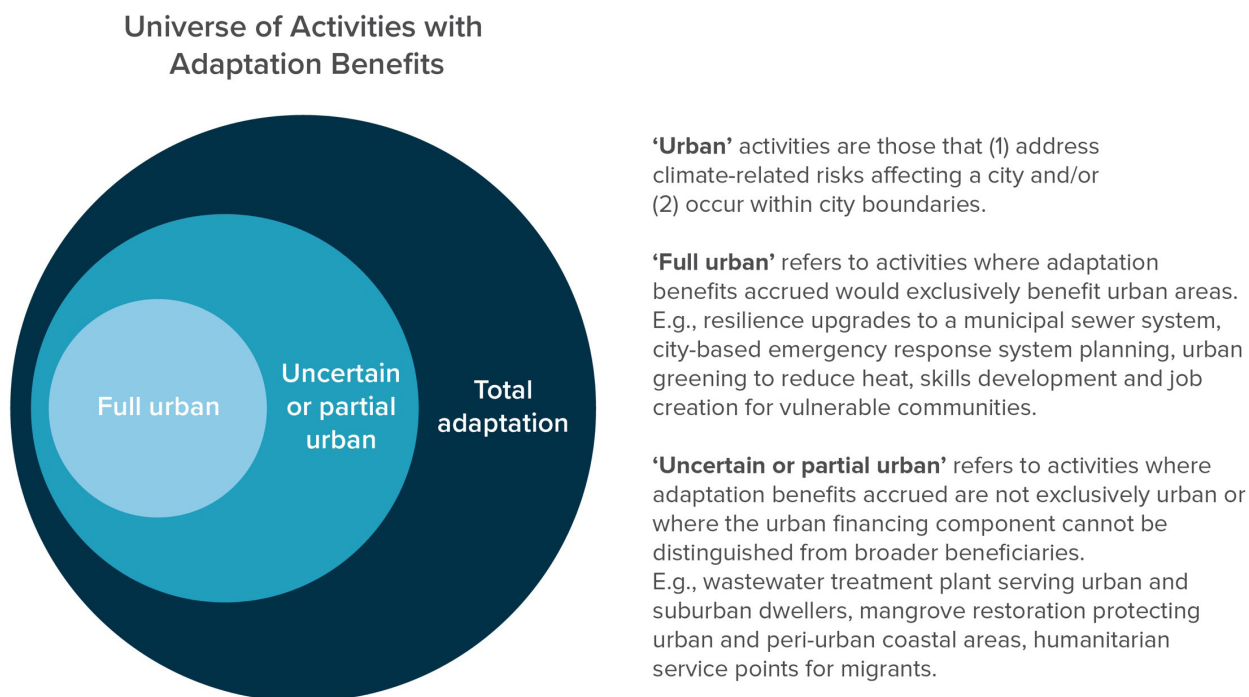 Universe of Activities with
Adaptation Benefits
Full urban
Uncertain
or partial
urban
Total
adaptation
‘Urban’ activities are those that (1) address
climate-related risks affecting a city and/or
(2) occur within city boundaries.
‘Full urban’ refers to activities where adaptation
benefits accrued would exclusively benefit urban areas.
E.g., resilience upgrades to a municipal sewer system,
city-based emergency response system planning, urban
greening to reduce heat, skills development and job
creation for vulnerable communities.
‘Uncertain or partial urban’ refers to activities where
adaptation benefits accrued are not exclusively urban or
where the urban financing component cannot be
distinguished from broader beneficiaries.
E.g., wastewater treatment plant serving urban and
suburban dwellers, mangrove restoration protecting
urban and peri-urban coastal areas, humanitarian
service points for migrants.